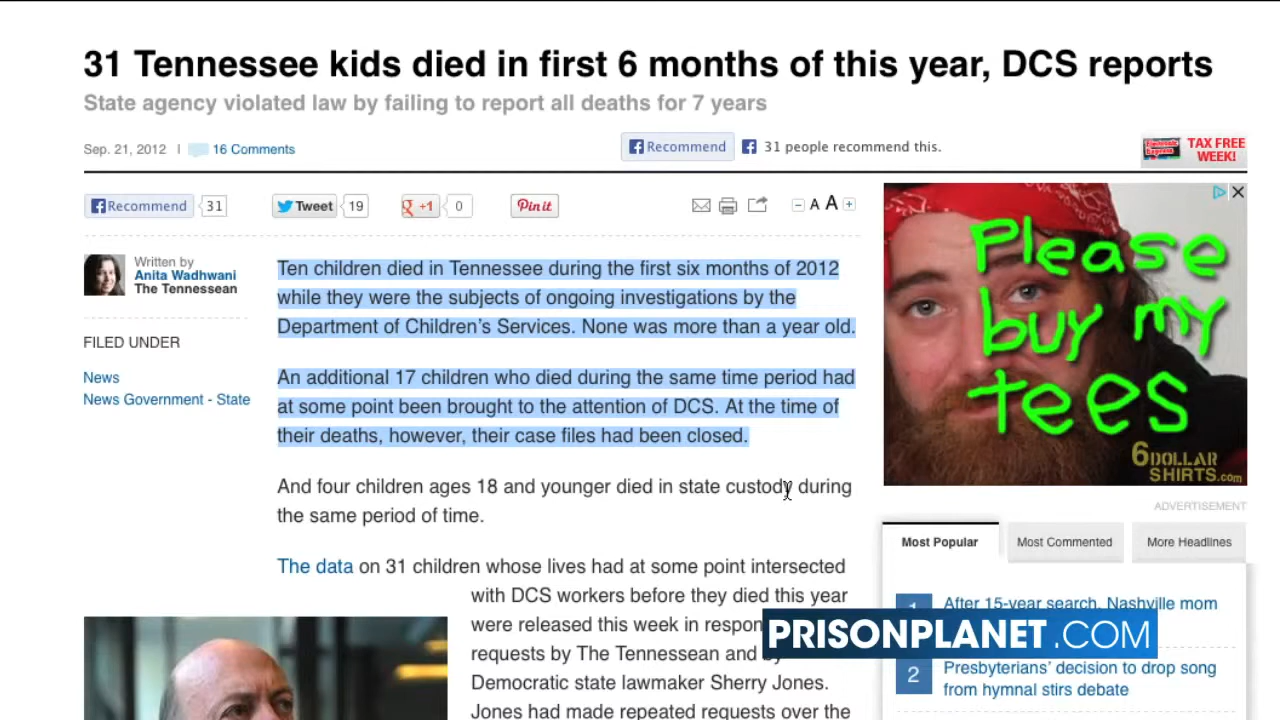 31 Tennessee kids died in first 6 months of this year, DCS reports
State agency violated law by failing to report all deaths for 7 years
Sep. 21, 2012 | 16 Comments
Recommend 31 people recommend this.
TAX FREE
WEEK!
Recommend 31 Tweet 19 g +1 0 Pinit
A A
Written by
Anita Wadhwani
The Tennessean
FILED UNDER
News
News Government - State
Ten children died in Tennessee during the first six months of 2012
while they were the subjects of ongoing investigations by the
Department of Children's Services. None was more than a year old.
An additional 17 children who died during the same time period had
at some point been brought to the attention of DCS. At the time of
their deaths, however, their case files had been closed.
And four children ages 18 and younger died in state custody during
the same period of time.
The data on 31 children whose lives had at some point intersected
with DCS workers before they died this year
were released this week in
requests by The Tennessean and by
Democratic state lawmaker Sherry Jones.
Jones had made repeated requests over the
Please
buy my
tees
6DOLLAR
SHIRTS.com
ADVERTISEMENT
Most Popular Most Commented More Headlines
1 After 15-year search, Nashville mom
2 Presbyterians' decision to drop song
from hymnal stirs debate
PRISONPLANET.COM